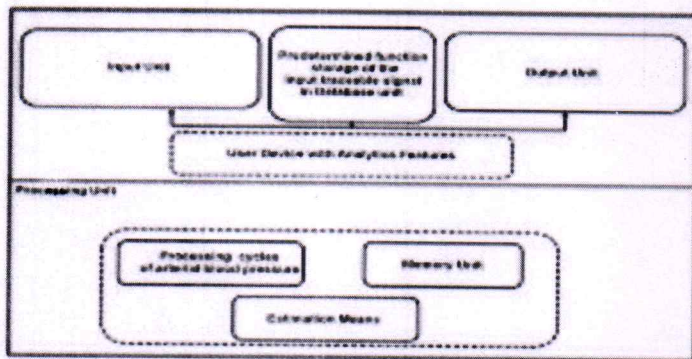 Input Unit
Predetermined function
storage of the
input traceable signal
in Database unit
Output Unit
User Device with Analytics Features
Processing Unit
Processing cycles
of arterial blood pressure
Memory Unit
Estimation Means